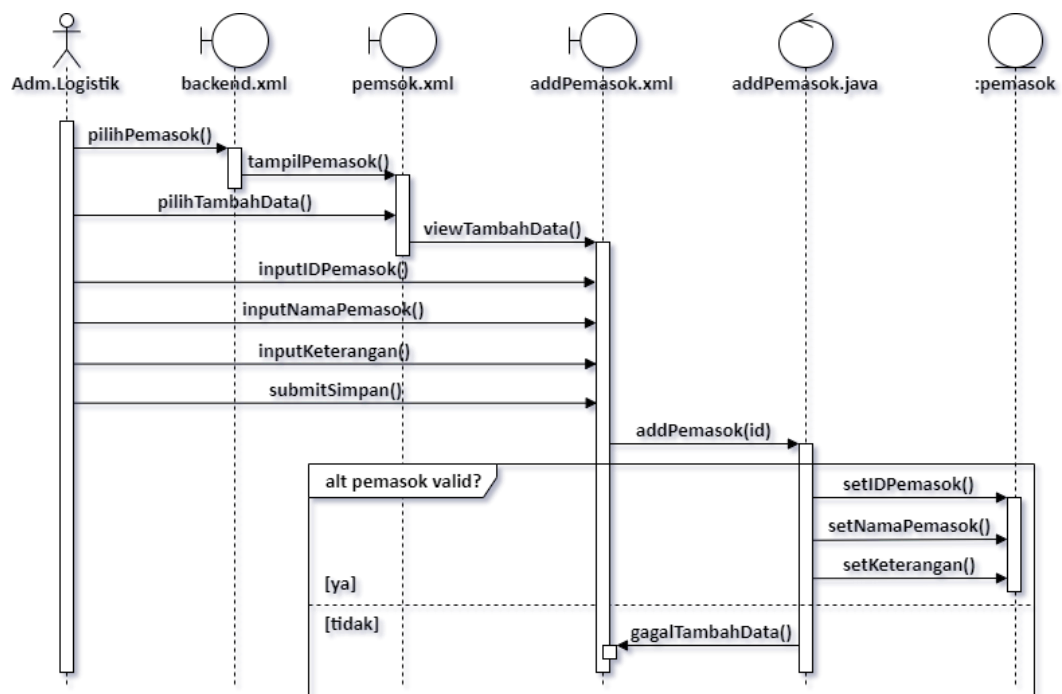 Adm.Logistik
backend.xml
pemsok.xml
addPemasok.xml
addPemasok.java
:pemasok
pilihPemasok()
tampilPemasok()
pilihTambahData()
viewTambahData()
inputIDPemasok()
inputNamaPemasok()
inputKeterangan()
submitSimpan()
addPemasok(id)
alt pemasok valid?
setIDPemasok()
setNamaPemasok()
setKeterangan()
[ya]
[tidak]
gagalTambahData()